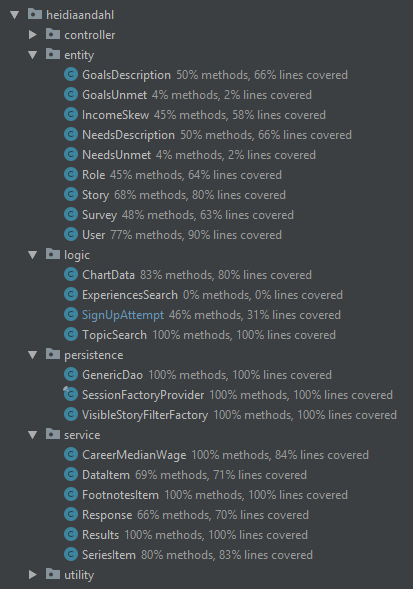 heidiaandahl
controller
entity
GoalsDescription 50% methods, 66% lines covered
GoalsUnmet 4% methods, 2% lines covered
IncomeSkew 45% methods, 58% lines covered
NeedsDescription 50% methods, 66% lines covered
NeedsUnmet 4% methods, 2% lines covered
Role 45% methods, 64% lines covered
Story 68% methods, 80% lines covered
Survey 48% methods, 63% lines covered
User 77% methods, 90% lines covered
logic
ChartData 83% methods, 80% lines covered
ExperiencesSearch 0% methods, 0% lines covered
SignUpAttempt 46% methods, 31% lines covered
TopicSearch 100% methods, 100% lines covered
persistence
GenericDao 100% methods, 100% lines covered
SessionFactoryProvider 100% methods, 100% lines covered
VisibleStoryFilterFactory 100% methods, 100% lines covered
service
CareerMedianWage 100% methods, 84% lines covered
DataItem 69% methods, 71% lines covered
FootnotesItem 100% methods, 100% lines covered
Response 66% methods, 70% lines covered
Results 100% methods, 100% lines covered
SeriesItem 80% methods, 83% lines covered
utility